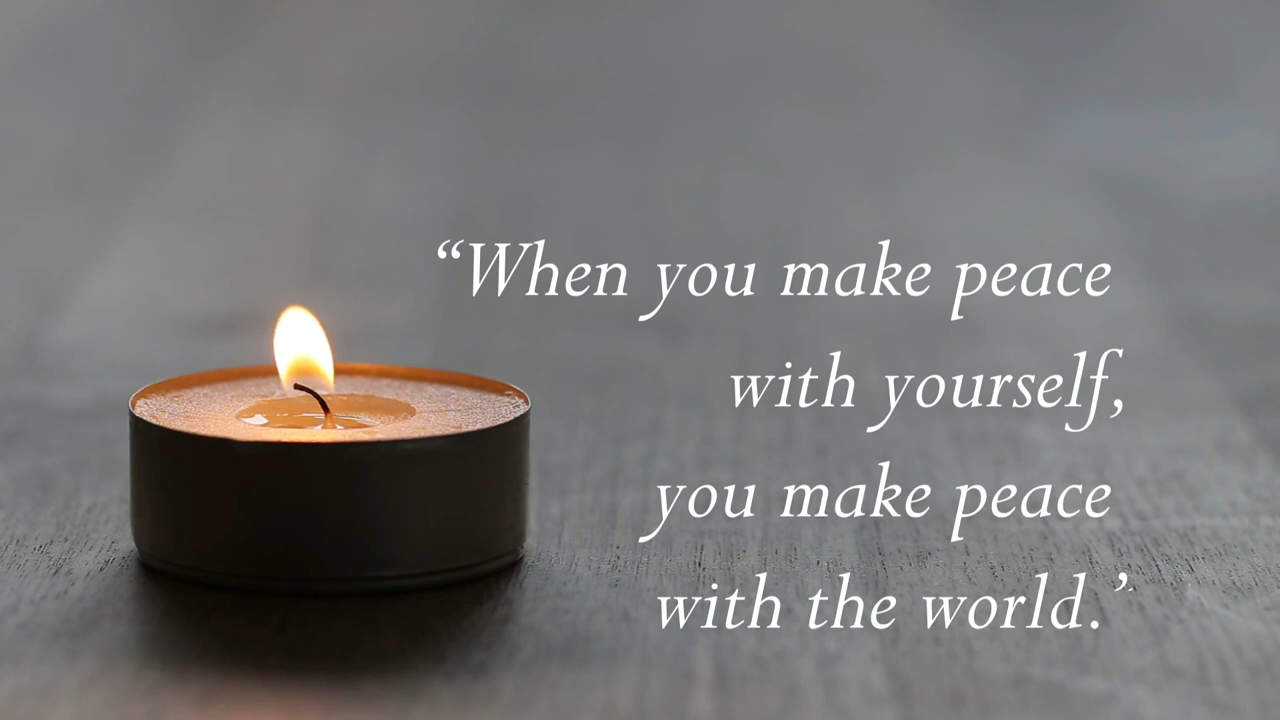 “When you make peace
with yourself,
you make peace
with the world.’